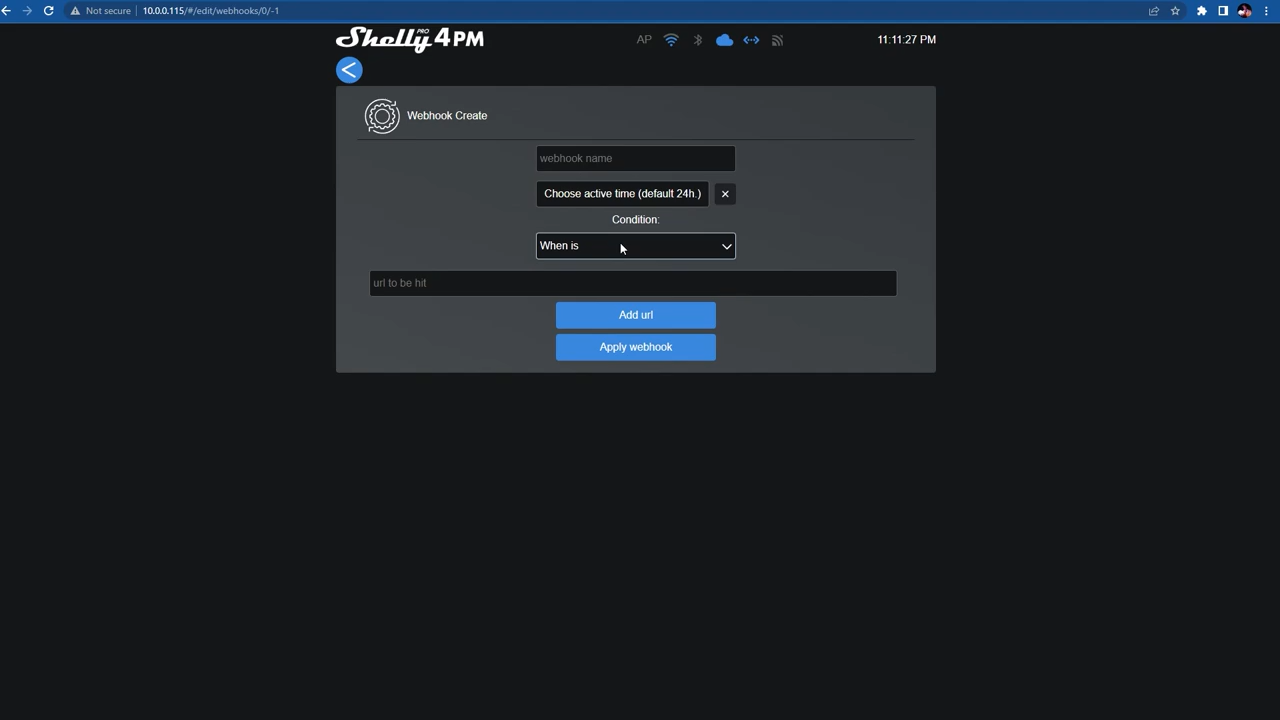 Not secure 10.0.0.115/#/edit/webhooks/0/-1
Shelly PRO 4PM
AP
11:11:27 PM
Webhook Create
webhook name
Choose active time (default 24h.) ×
Condition:
When is
url to be hit
Add url
Apply webhook